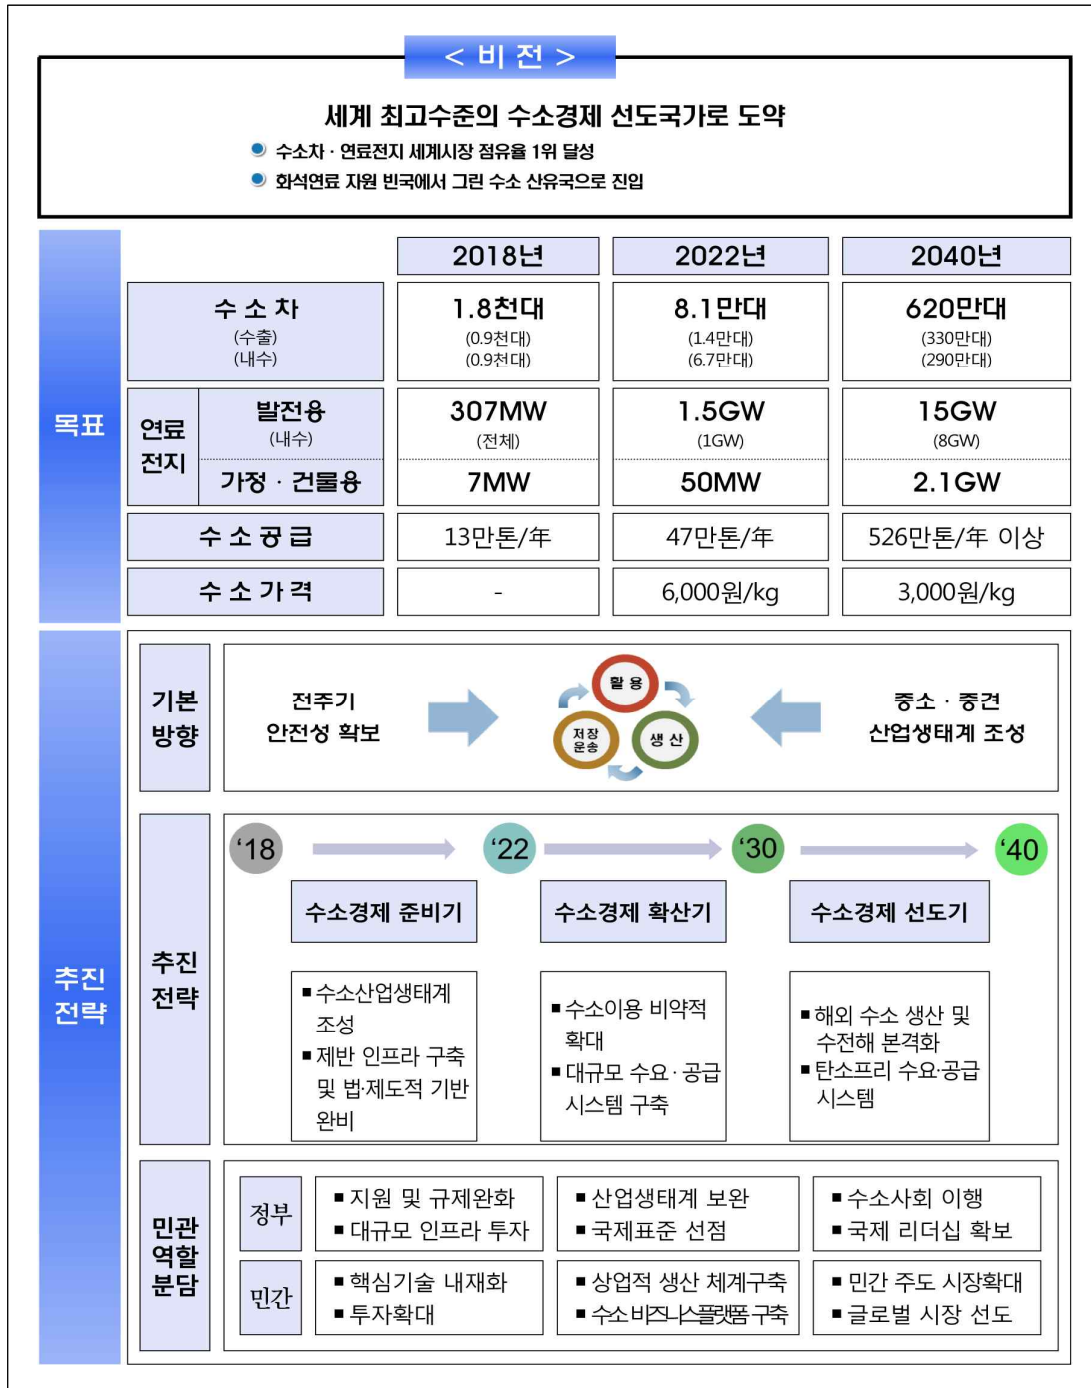 < 비 전 >
세계 최고수준의 수소경제 선도국가로 도약
수소차 · 연료전지 세계시장 점유율 1위 달성
화석연료 자원 빈국에서 그린 수소 산유국으로 진입
목표
2018년 2022년 2040년
수 소 차 1.8천대 8.1만대 620만대
(수출) (0.9천대) (1.4만대) (330만대)
(내수) (0.9천대) (6.7만대) (290만대)
연료
전지
발전용 307MW 1.5GW 15GW
(내수) (전체) (1GW) (8GW)
가정 · 건물용 7MW 50MW 2.1GW
수 소 공 급 13만톤/年 47만톤/年 526만톤/年 이상
수 소 가 격 - 6,000원/kg 3,000원/kg
추진
전략
기본
방향
전주기
안전성 확보
활 용
저장
운송
생 산
중소 · 중견
산업생태계 조성
추진
전략
‘18 ‘22 ‘30 ‘40
수소경제 준비기 수소경제 확산기 수소경제 선도기
▪ 수소산업생태계
조성
▪ 제반 인프라 구축
및 법·제도적 기반
완비
▪ 수소이용 비약적
확대
▪ 대규모 수요 · 공급
시스템 구축
▪ 해외 수소 생산 및
수전해 본격화
▪ 탄소프리 수요·공급
시스템
민관
역할
분담
정부
▪ 지원 및 규제완화
▪ 대규모 인프라 투자
▪ 산업생태계 보완
▪ 국제표준 선점
▪ 수소사회 이행
▪ 국제 리더십 확보
민간
▪ 핵심기술 내재화
▪ 투자확대
▪ 상업적 생산 체계구축
▪ 수소 비즈니스플랫폼 구축
▪ 민간 주도 시장확대
▪ 글로벌 시장 선도